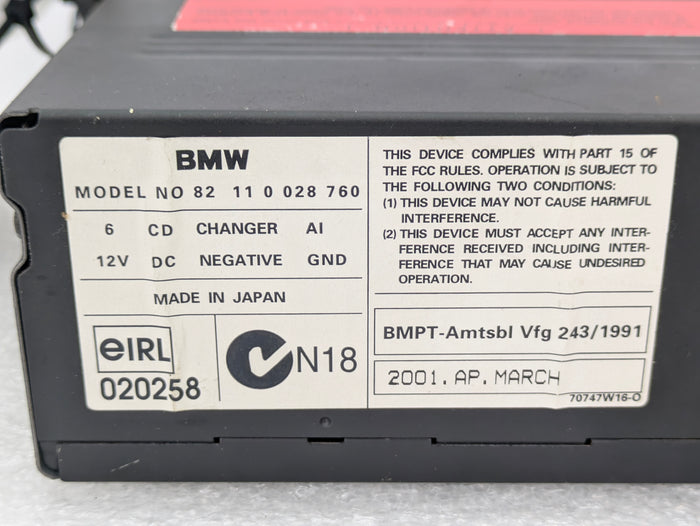 BMW
MODEL NO 82 11 0 028 760
6 CD CHANGER AI
12V DC NEGATIVE GND
MADE IN JAPAN
eIRL
020258
N18
THIS DEVICE COMPLIES WITH PART 15 OF
THE FCC RULES. OPERATION IS SUBJECT TO
THE FOLLOWING TWO CONDITIONS:
(1) THIS DEVICE MAY NOT CAUSE HARMFUL
INTERFERENCE.
(2) THIS DEVICE MUST ACCEPT ANY INTER-
FERENCE RECEIVED INCLUDING INTER-
FERENCE THAT MAY CAUSE UNDESIRED
OPERATION.
BMPT-Amtsbl Vfg 243/1991
2001. AP. MARCH
70747W16-O